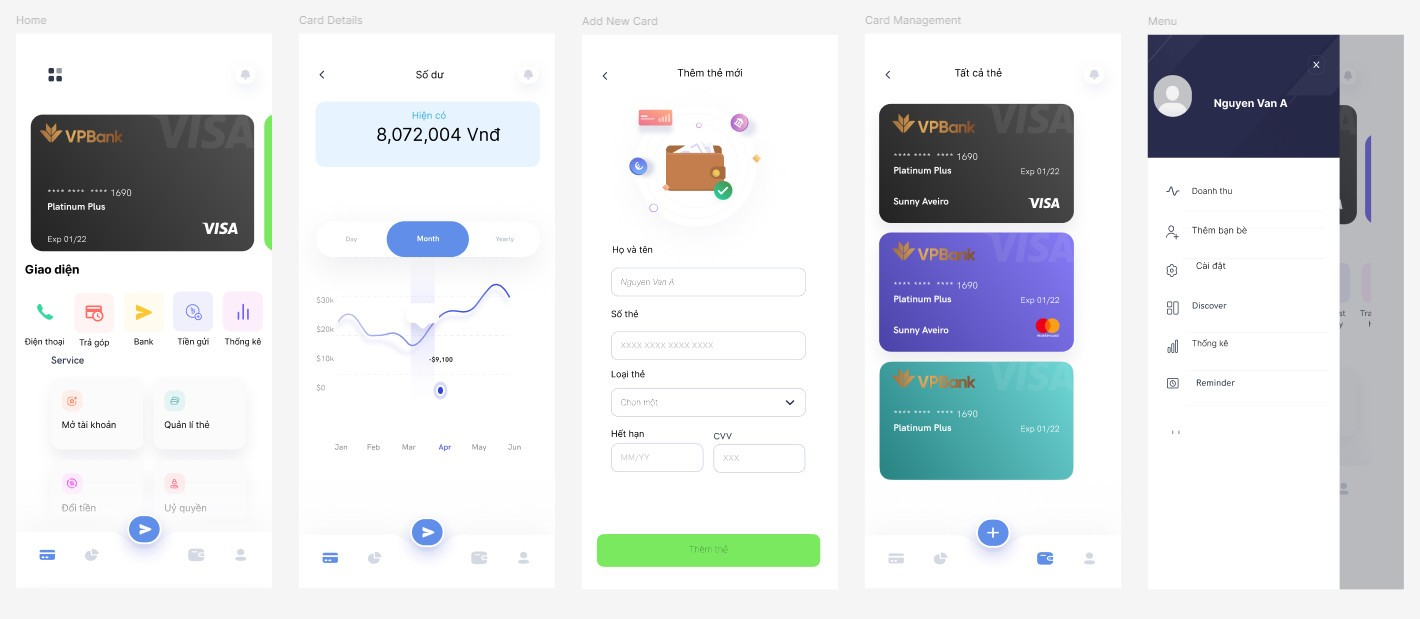 Home
VPBank
VISA
**** **** **** 1690
Platinum Plus
VISA
Exp 01/22
Giao diện
Điện thoại
Trả góp
Bank
Tiền gửi
Thống kê
Service
Mở tài khoản
Quản lí thẻ
Đổi tiền
Uỷ quyền
Card Details
Số dư
Hiện có
8,072,004 Vnđ
Day
Month
Yearly
$30k
$20k
$10k
$0
-$9,100
Jan
Feb
Mar
Apr
May
Jun
Add New Card
Thêm thẻ mới
Họ và tên
Nguyen Van A
Số thẻ
XXXX XXXX XXXX XXXX
Loại thẻ
Chọn một
Hết hạn
CVV
MM/YY
XXX
Thêm thẻ
Card Management
Tất cả thẻ
VPBank
VISA
**** **** **** 1690
Platinum Plus
Exp 01/22
Sunny Aveiro
VISA
VPBank
VISA
**** **** **** 1690
Platinum Plus
Exp 01/22
Sunny Aveiro
VPBank
VISA
**** **** **** 1690
Platinum Plus
Exp 01/22
Menu
X
Nguyen Van A
Doanh thu
Thêm bạn bè
Cài đặt
Discover
Thống kê
Reminder